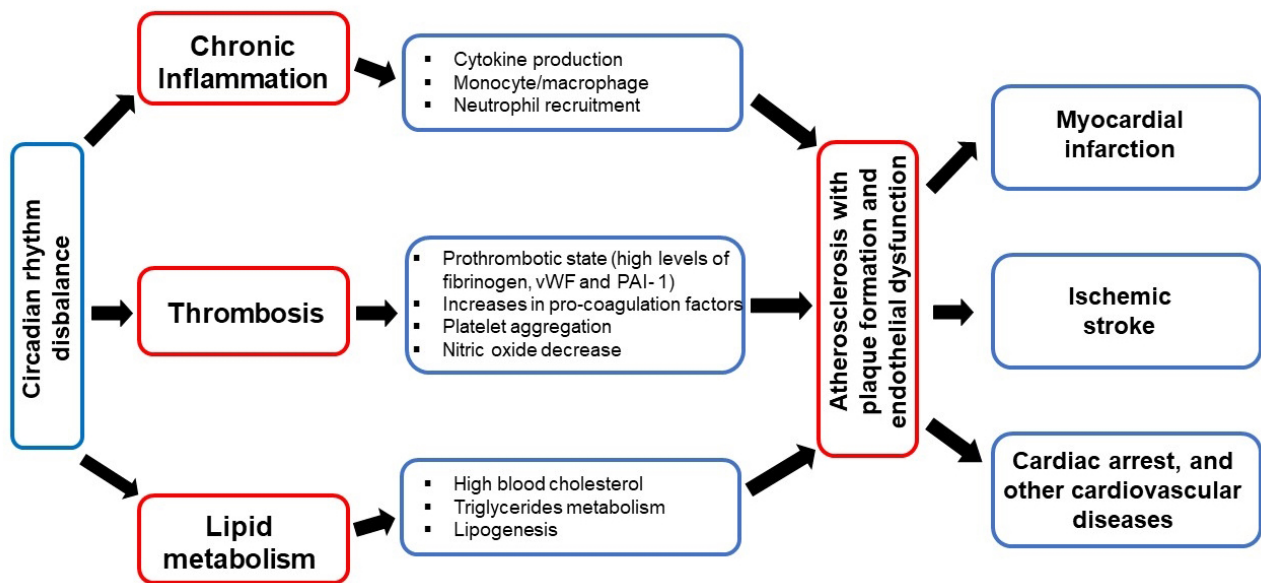 Circadian rhythm
disbalance
Chronic
Inflammation
▪ Cytokine production
▪ Monocyte/macrophage
▪ Neutrophil recruitment
Thrombosis
▪ Prothrombotic state (high levels of
fibrinogen, vWF and PAI-1)
▪ Increases in pro-coagulation factors
▪ Platelet aggregation
▪ Nitric oxide decrease
Lipid
metabolism
▪ High blood cholesterol
▪ Triglycerides metabolism
▪ Lipogenesis
Atherosclerosis with
plaque formation and
endothelial dysfunction
Myocardial
infarction
Ischemic
stroke
Cardiac arrest, and
other cardiovascular
diseases